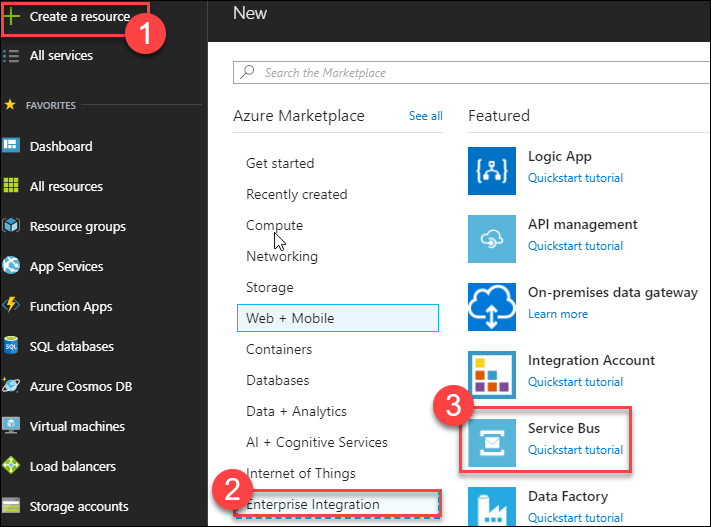 Create a resource
1
All services
FAVORITES
Dashboard
All resources
Resource groups
App Services
Function Apps
SQL databases
Azure Cosmos DB
Virtual machines
Load balancers
Storage accounts
New
Search the Marketplace
Azure Marketplace
See all
Get started
Recently created
Compute
Networking
Storage
Web + Mobile
Containers
Databases
Data + Analytics
AI + Cognitive Services
Internet of Things
2
Enterprise Integration
Featured
Logic App
Quickstart tutorial
API management
Quickstart tutorial
On-premises data gateway
Learn more
Integration Account
Quickstart tutorial
3
Service Bus
Quickstart tutorial
Data Factory
Quickstart tutorial
SQL